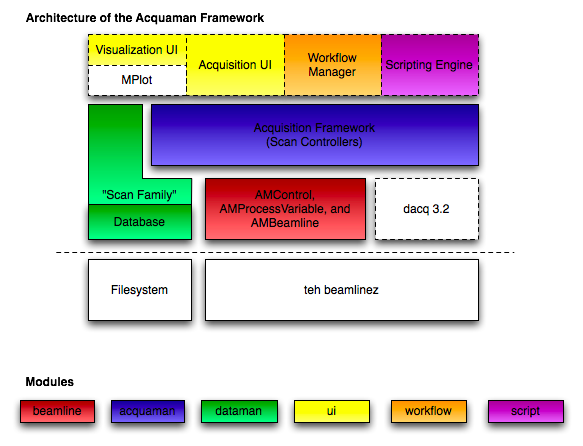 Architecture of the Acquaman Framework
Visualization UI
MPlot
Acquisition UI
Workflow
Manager
Scripting Engine
Acquisition Framework
(Scan Controllers)
"Scan Family"
Database
AMControl,
AMProcessVariable, and
AMBeamline
dacq 3.2
Filesystem
teh beamlinez
Modules
beamline
acquaman
dataman
ui
workflow
script